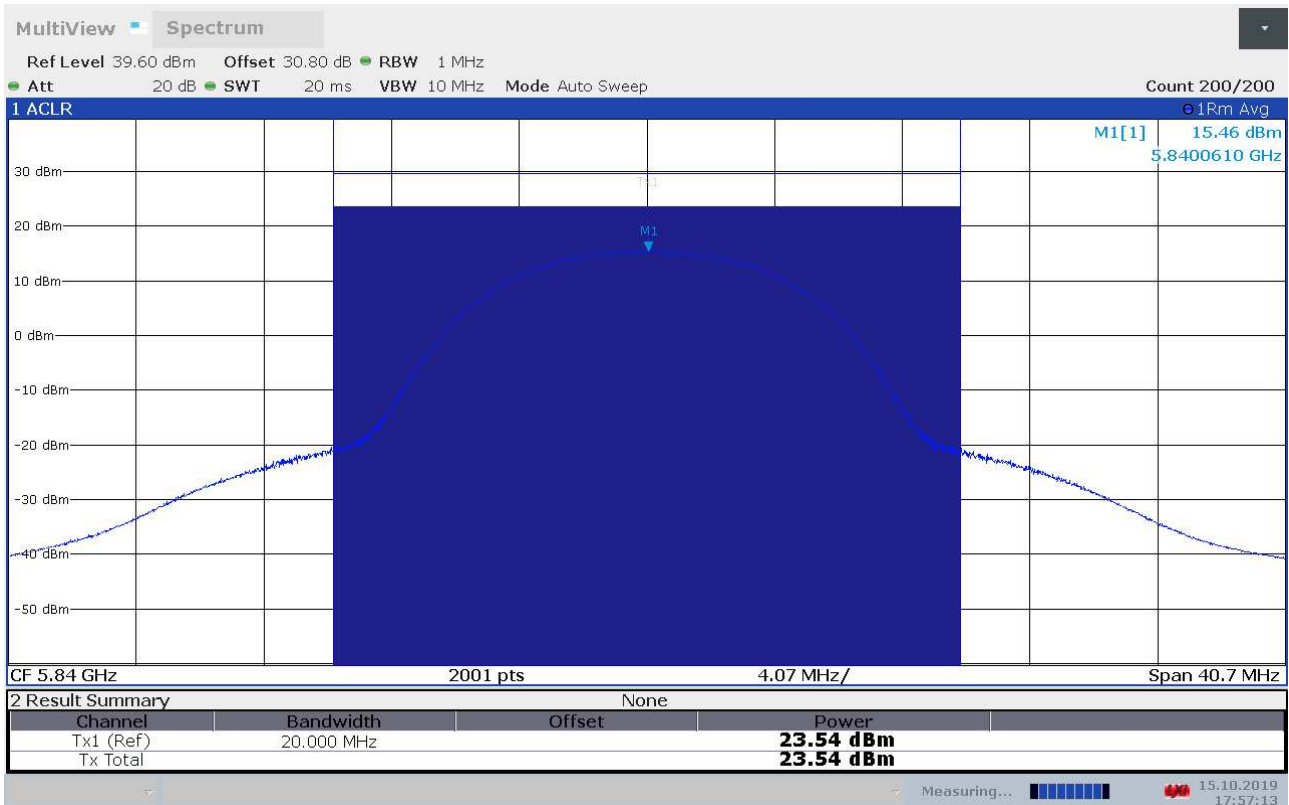 MultiView Spectrum
Ref Level 39.60 dBm Offset 30.80 dB RBW 1 MHz
Att 20 dB SWT 20 ms VBW 10 MHz Mode Auto Sweep Count 200/200
1 ACLR 1Rm Avg
M1[1] 15.46 dBm
5.8400610 GHz
30 dBm
Tx1
20 dBm
M1
10 dBm
0 dBm
-10 dBm
-20 dBm
-30 dBm
-40 dBm
-50 dBm
CF 5.84 GHz 2001 pts 4.07 MHz/ Span 40.7 MHz
2 Result Summary None
Channel Bandwidth Offset Power
Tx1 (Ref) 20.000 MHz 23.54 dBm
Tx Total 23.54 dBm
Measuring... LXI 15.10.2019
17:57:13